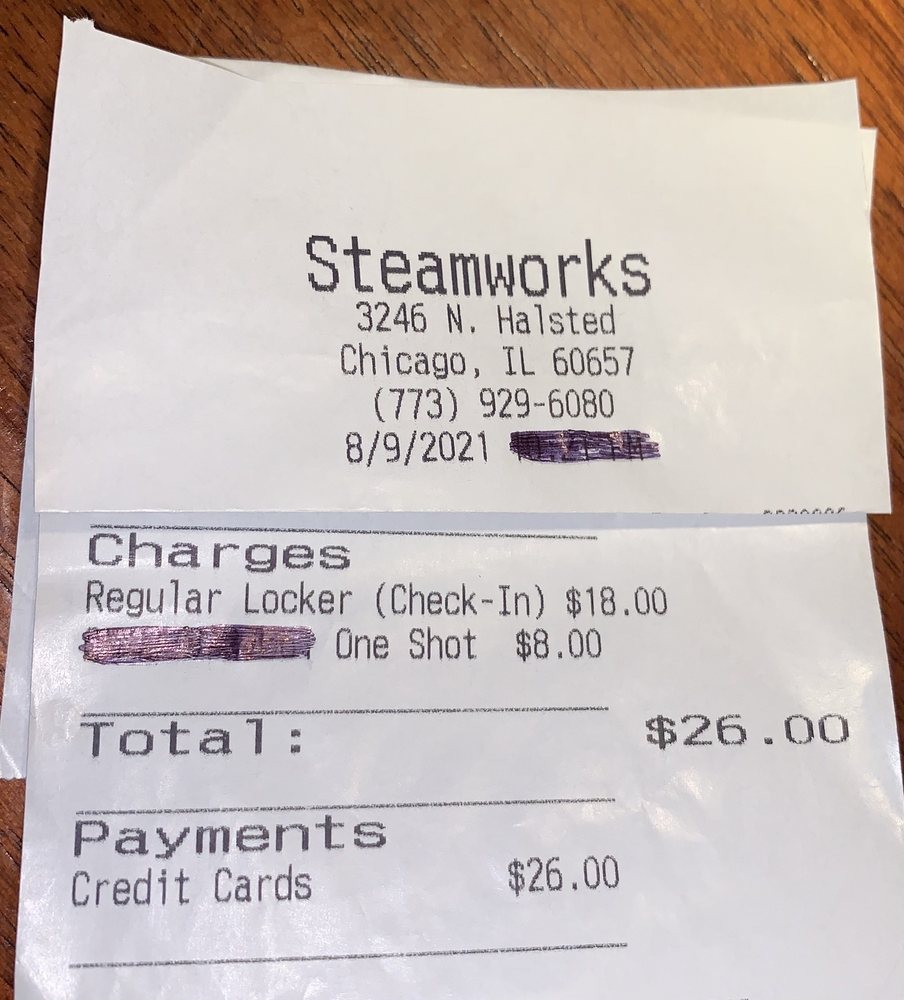 Steamworks
3246 N. Halsted
Chicago, IL 60657
(773) 929-6080
8/9/2021
Charges
Regular Locker (Check-In) $18.00
One Shot $8.00
Total: $26.00
Payments
Credit Cards $26.00